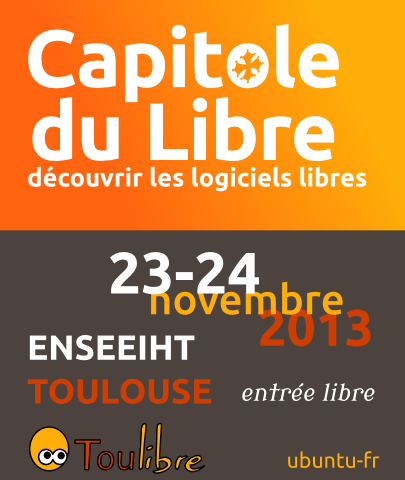 Capitole
du Libre
découvrir les logiciels libres
23-24
novembre
2013
ENSEEIHT
TOULOUSE
entrée libre
Toulibre
ubuntu-fr